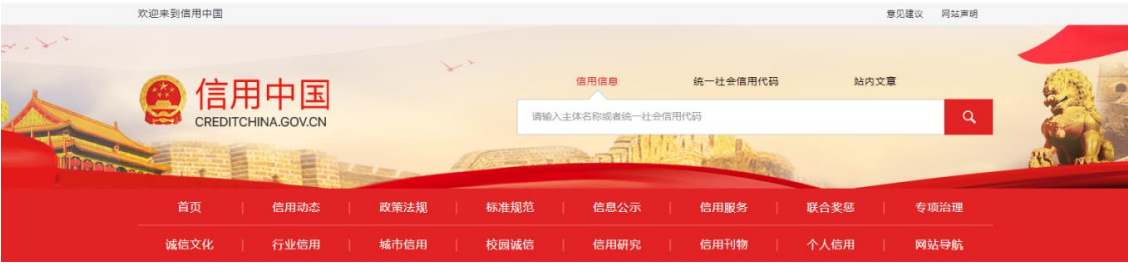 欢迎来到信用中国
意见建议 网站声明
信用信息 统一社会信用代码 站内文章
信用中国
CREDITCHINA.GOV.CN
请输入主体名称或者统一社会信用代码
首页 | 信用动态 | 政策法规 | 标准规范 | 信息公示 | 信用服务 | 联合奖惩 | 专项治理
诚信文化 | 行业信用 | 城市信用 | 校园诚信 | 信用研究 | 信用刊物 | 个人信用 | 网站导航